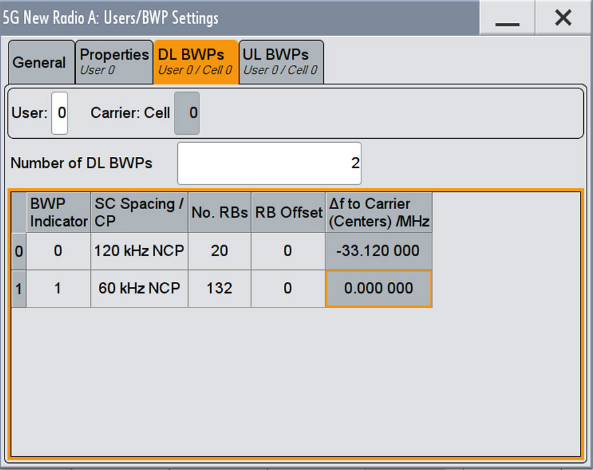 5G New Radio A: Users/BWP Settings
General
Properties
User 0
DL BWPs
User 0 / Cell 0
UL BWPs
User 0 / Cell 0
User: 0 Carrier: Cell 0
Number of DL BWPs 2
BWP Indicator SC Spacing / CP No. RBs RB Offset Δf to Carrier (Centers) /MHz
0 0 120 kHz NCP 20 0 -33.120 000
1 1 60 kHz NCP 132 0 0.000 000